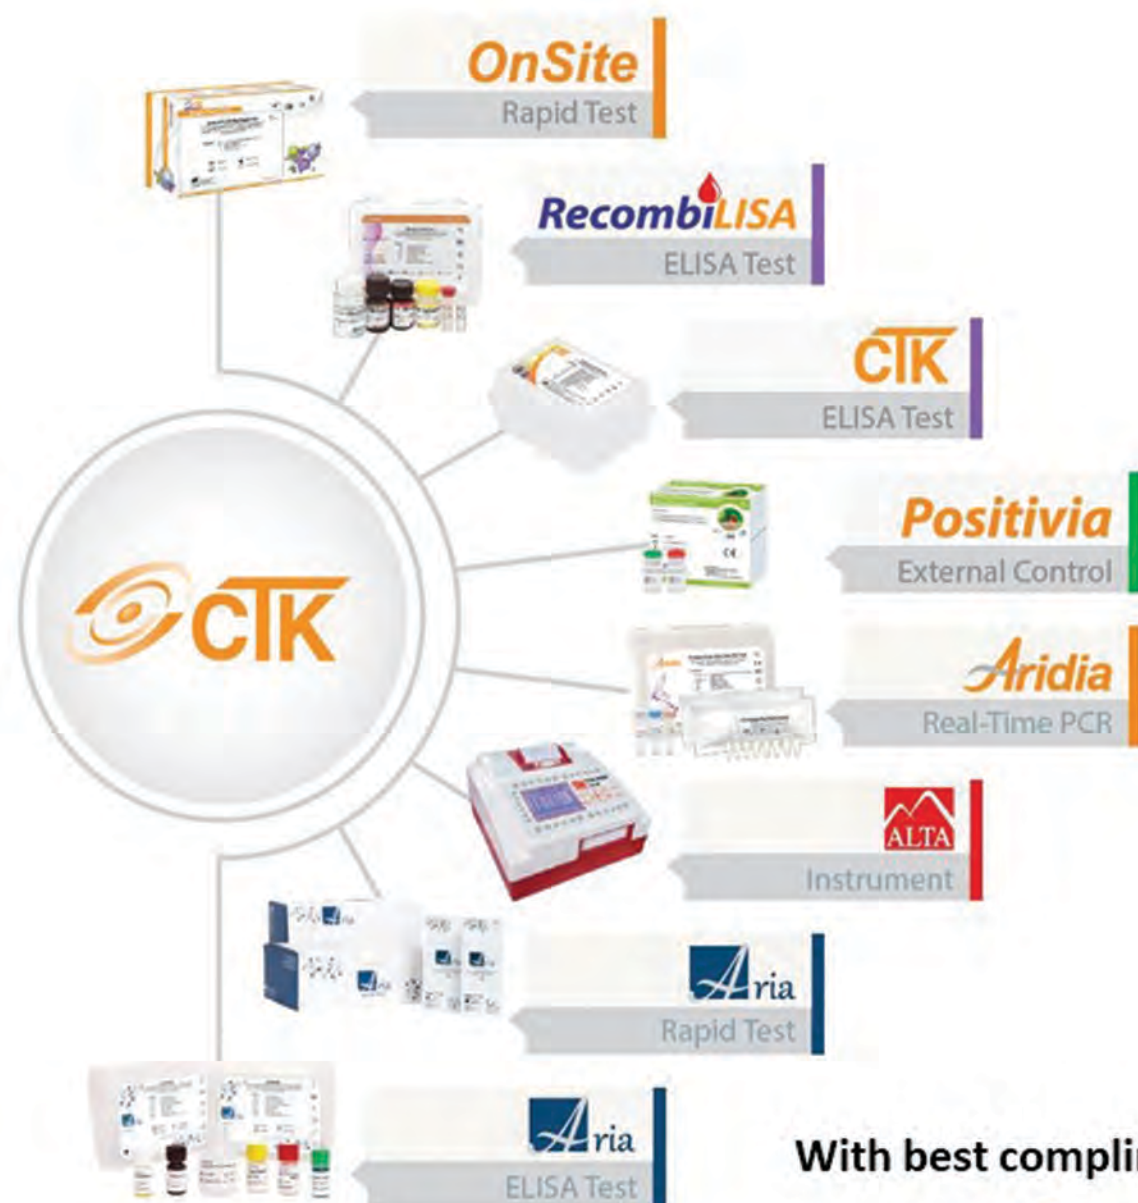 OnSite
Rapid Test
RecombiLISA
ELISA Test
CTK
ELISA Test
Positivia
External Control
CTK
Aridia
Real-Time PCR
ALTA
Instrument
Aria
Rapid Test
Aria
ELISA Test
With best compli